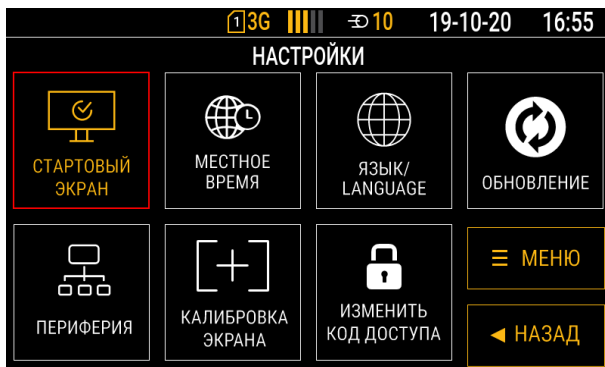 1 3G 10 19-10-20 16:55
НАСТРОЙКИ
СТАРТОВЫЙ
ЭКРАН
МЕСТНОЕ
ВРЕМЯ
ЯЗЫК/
LANGUAGE
ОБНОВЛЕНИЕ
ПЕРИФЕРИЯ
КАЛИБРОВКА
ЭКРАНА
ИЗМЕНИТЬ
КОД ДОСТУПА
МЕНЮ
НАЗАД